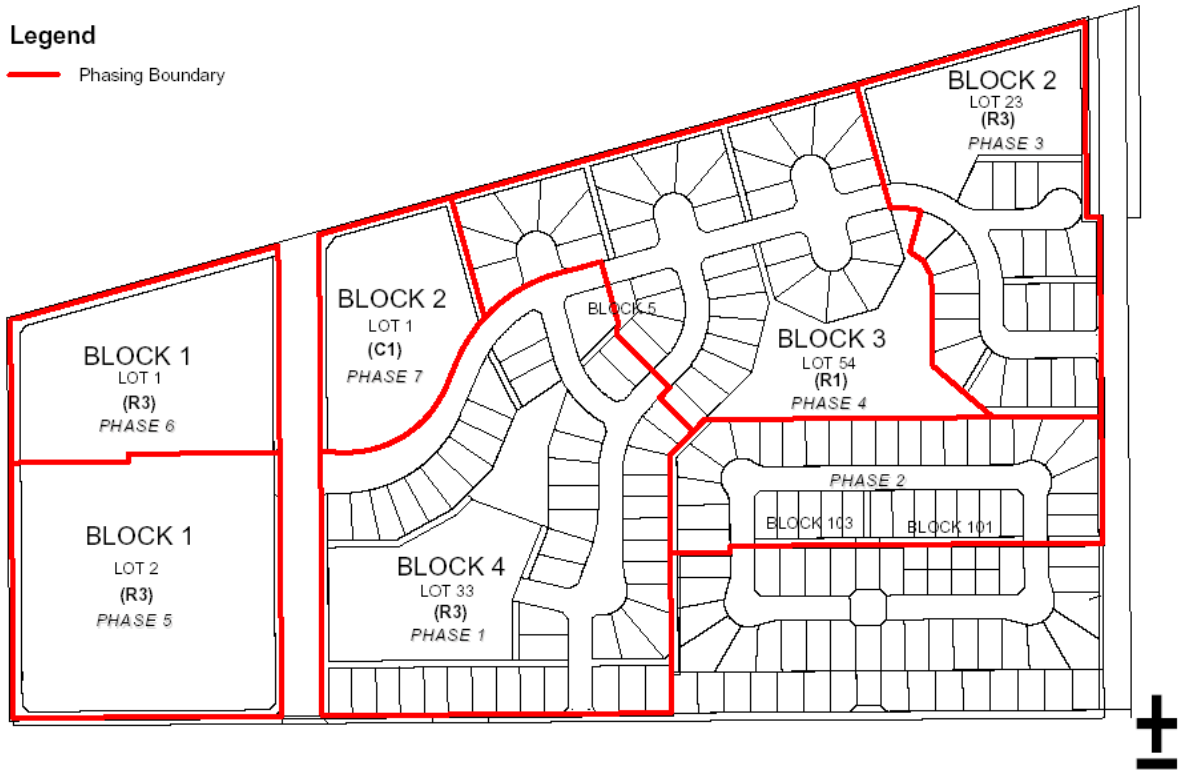 Legend
Phasing Boundary
BLOCK 2
LOT 23
(R3)
PHASE 3
BLOCK 2
LOT 1
(C1)
PHASE 7
BLOCK 5
BLOCK 3
LOT 54
(R1)
PHASE 4
BLOCK 1
LOT 1
(R3)
PHASE 6
PHASE 2
BLOCK 103
BLOCK 101
BLOCK 1
LOT 2
(R3)
PHASE 5
BLOCK 4
LOT 33
(R3)
PHASE 1